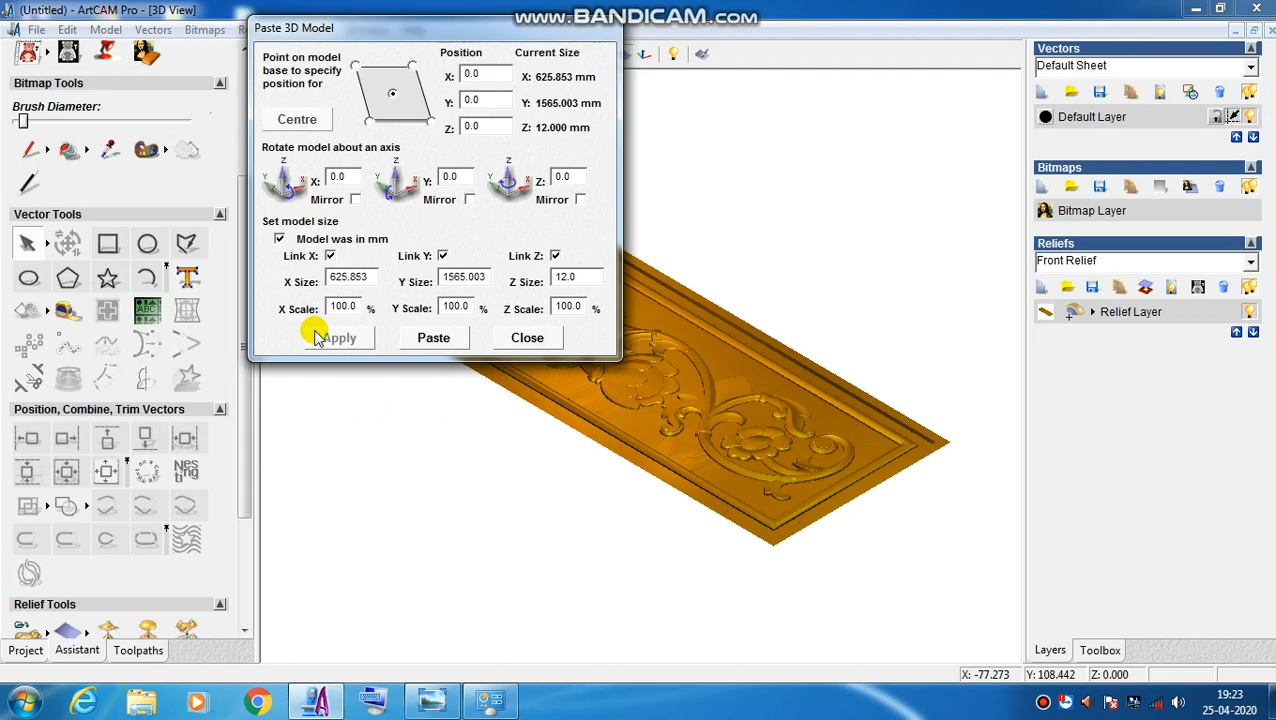 (Untitled) - ArtCAM Pro - [3D View]
www.BANDICAM.com
File Edit Model Vectors Bitmaps
Bitmap Tools
Brush Diameter:
Vector Tools
ABC
Position, Combine, Trim Vectors
Nes
ti
ng
Relief Tools
Project Assistant Toolpaths
Paste 3D Model
Point on model
base to specify
position for
Centre
Position Current Size
X: 0.0 X: 625.853 mm
Y: 0.0 Y: 1565.003 mm
Z: 0.0 Z: 12.000 mm
Rotate model about an axis
X: 0.0 Y: 0.0 Z: 0.0
Mirror Mirror Mirror
Set model size
Model was in mm
Link X: Link Y: Link Z:
X Size: 625.853 Y Size: 1565.003 Z Size: 12.0
X Scale: 100.0 % Y Scale: 100.0 % Z Scale: 100.0 %
Apply Paste Close
Vectors
Default Sheet
Default Layer
Bitmaps
Bitmap Layer
Reliefs
Front Relief
Relief Layer
Layers Toolbox
X: -77.273 Y: 108.442 Z: 0.000
19:23
25-04-2020